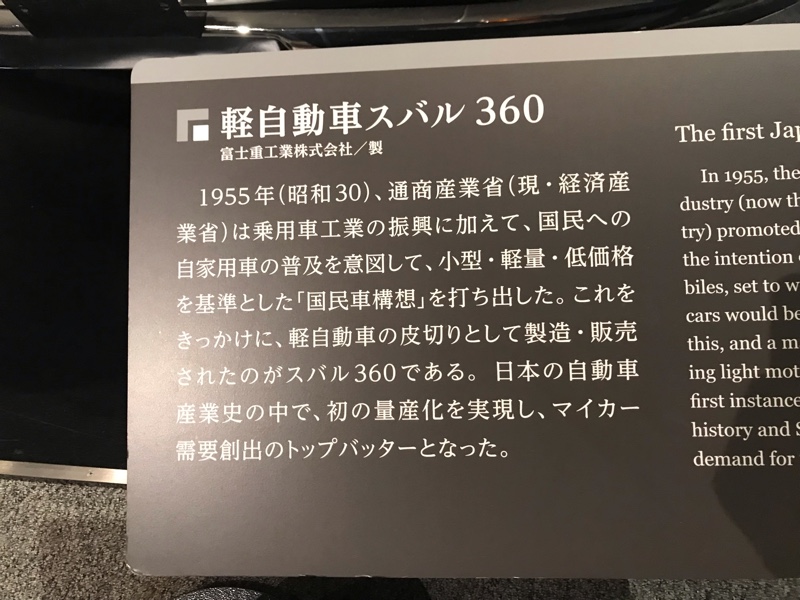 軽自動車スバル 360
富士重工業株式会社／製
1955年(昭和30)、通商産業省(現・経済産
業省)は乗用車工業の振興に加えて、国民への
自家用車の普及を意図して、小型・軽量・低価格
を基準とした「国民車構想」を打ち出した。これを
きっかけに、軽自動車の皮切りとして製造・販売
されたのがスバル360である。日本の自動車
産業史の中で、初の量産化を実現し、マイカー
需要創出のトップバッターとなった。
The first
In 1955, the
dustry (now
try) promoted
the intention
biles, set to
cars would be
this, and a
ing light
first instance
history and
demand for